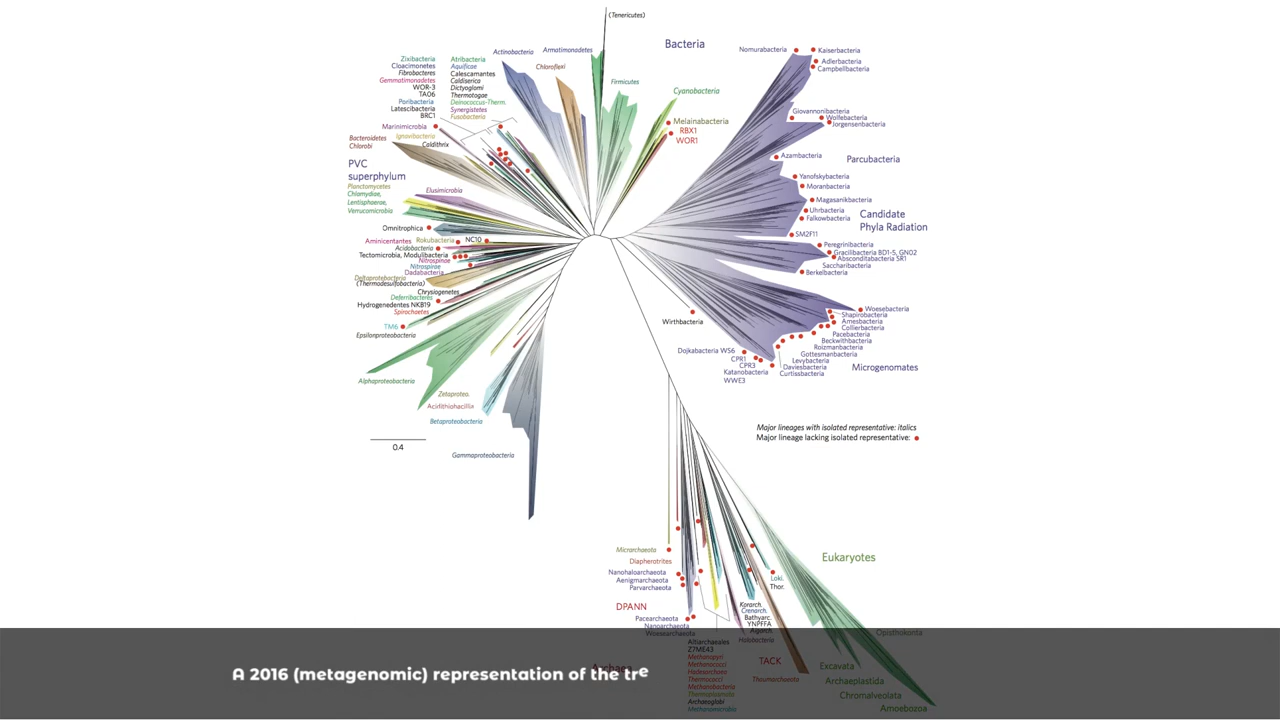 (Tenericutes)
Bacteria
Actinobacteria
Armatimonadetes
Chloroflexi
Firmicutes
Cyanobacteria
Melainabacteria
RBX1
WOR1
Zixibacteria
Cloacimonetes
Fibrobacteres
Gemmatimonadetes
WOR-3
TA06
Poribacteria
Latescibacteria
BRC1
Atribacteria
Aquificae
Calescamantes
Caldiserica
Dictyoglomi
Thermotogae
Deinococcus-Therm.
Synergistetes
Fusobacteria
Marinimicrobia
Ignavibacteria
Bacteroidetes
Chlorobi
Caldithrix
PVC
superphylum
Planctomycetes
Chlamydiae,
Lentisphaerae,
Verrucomicrobia
Elusimicrobia
Omnitrophica
Aminicentantes
Rokubacteria
NC10
Acidobacteria
Tectomicrobia, Modulibacteria
Nitrospinae
Nitrospirae
Dadabacteria
Deltaprotebacteria
(Thermodesulfobacteria)
Chrysiogenetes
Deferribacteres
Hydrogenedentes NKB19
Spirochaetes
TM6
Epsilonproteobacteria
Alphaproteobacteria
Zetaproteo.
Acidithiobacillia
Betaproteobacteria
Gammaproteobacteria
0.4
Nomurabacteria
Kaiserbacteria
Adlerbacteria
Campbellbacteria
Giovannonibacteria
Wolfebacteria
Jorgensenbacteria
Azambacteria
Parcubacteria
Yanofskybacteria
Moranbacteria
Magasanikbacteria
Uhrbacteria
Falkowbacteria
Candidate
Phyla Radiation
SM2F11
Peregrinibacteria
Gracilibacteria BD1-5, GN02
Absconditabacteria SR1
Saccharibacteria
Berkelbacteria
Woesebacteria
Shapirobacteria
Amesbacteria
Collierbacteria
Pacebacteria
Beckwithbacteria
Roizmanbacteria
Gottesmanbacteria
Levybacteria
Daviesbacteria
Curtissbacteria
Microgenomates
Wirthbacteria
Dojkabacteria WS6
CPR1
CPR3
Katanobacteria
WWE3
Major lineages with isolated representative: italics
Major lineage lacking isolated representative:
Eukaryotes
Micrarchaeota
Diapherotrites
Nanohaloarchaeota
Aenigmarchaeota
Parvarchaeota
DPANN
Pacearchaeota
Nanoarchaeota
Woesearchaeota
Loki.
Thor.
Korarch.
Crenarch.
Bathyarc.
YNPFFA
Aigarch.
Halobacteria
Altiarchaeales
Z7ME43
Methanopyri
Methanococci
Hadesarchaea
Thermococci
Methanobacteria
Thermoplasmata
Archaeoglobi
Methanomicrobia
TACK
Thaumarchaeota
Archaea
Opisthokonta
Excavata
Archaeplastida
Chromalveolata
Amoebozoa
A 2016 (metagenomic) representation of the tre